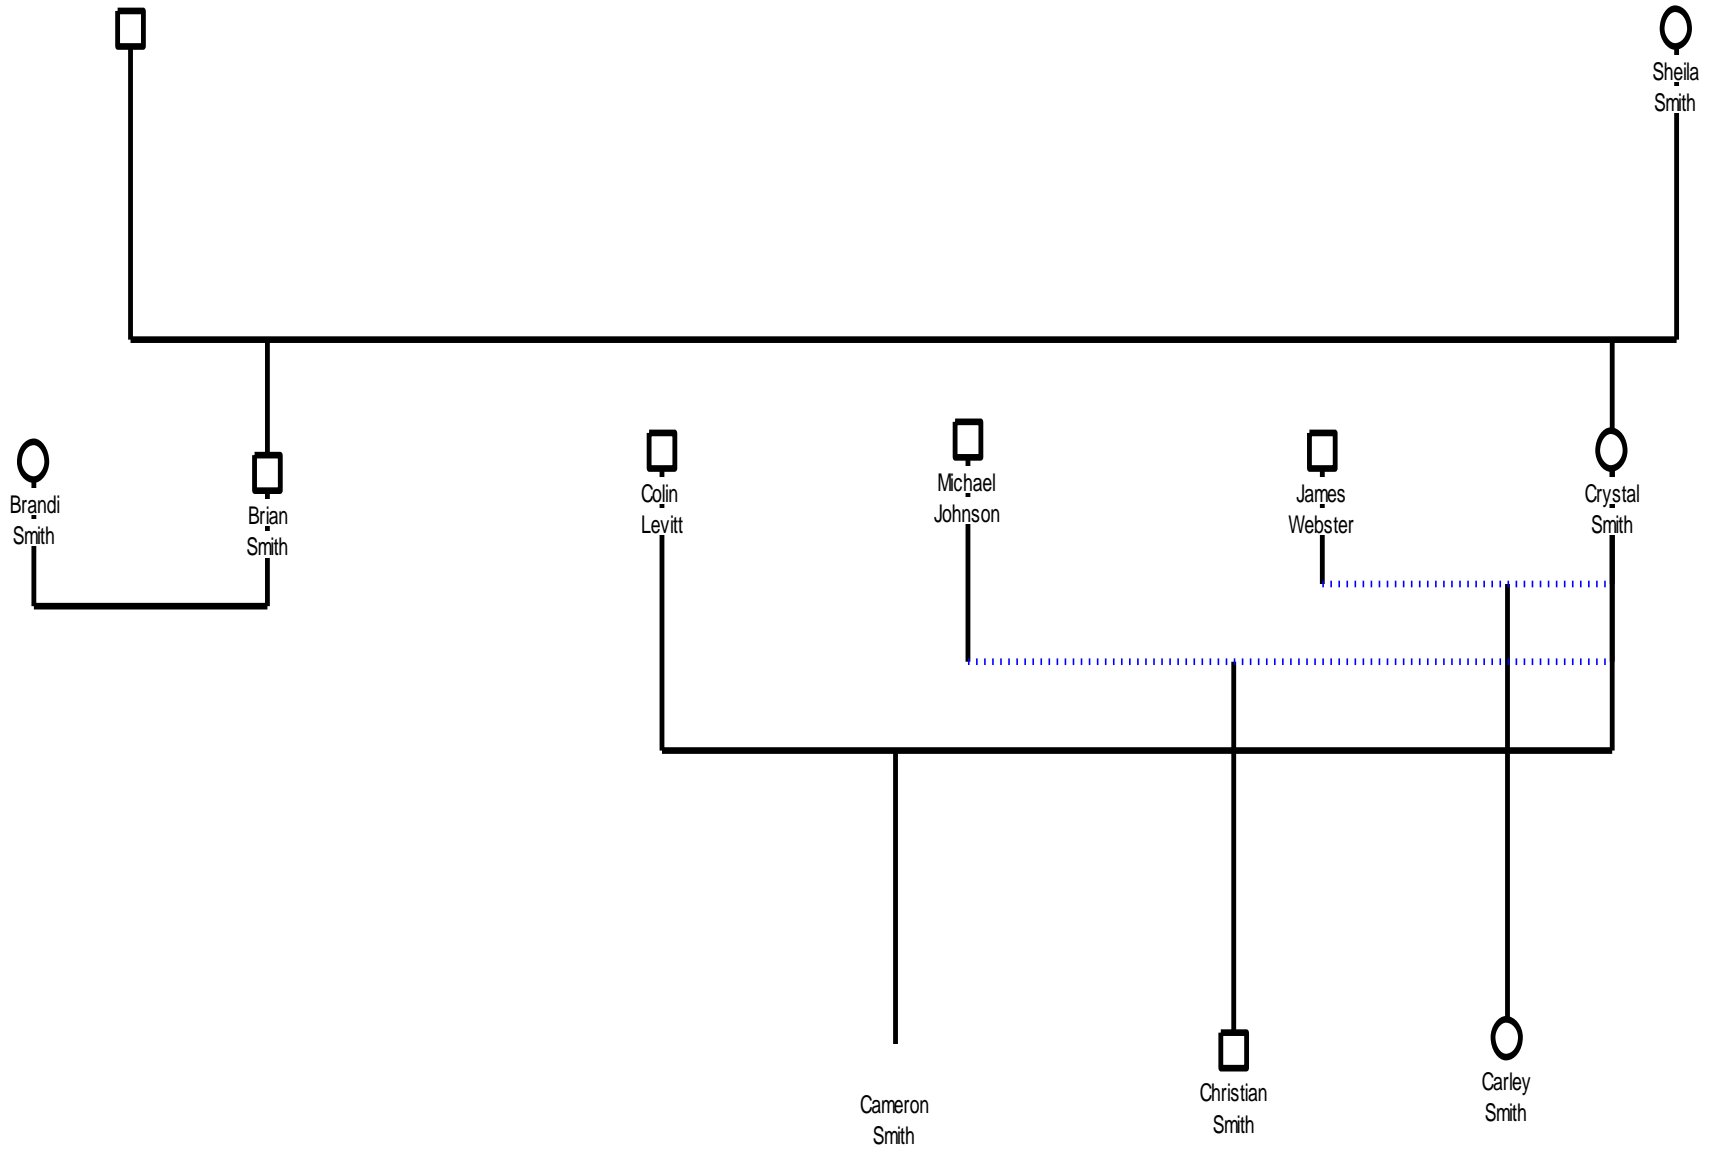 Sheila
Smith
Brandi
Smith
Brian
Smith
Colin
Levitt
Michael
Johnson
James
Webster
Crystal
Smith
Cameron
Smith
Christian
Smith
Carley
Smith